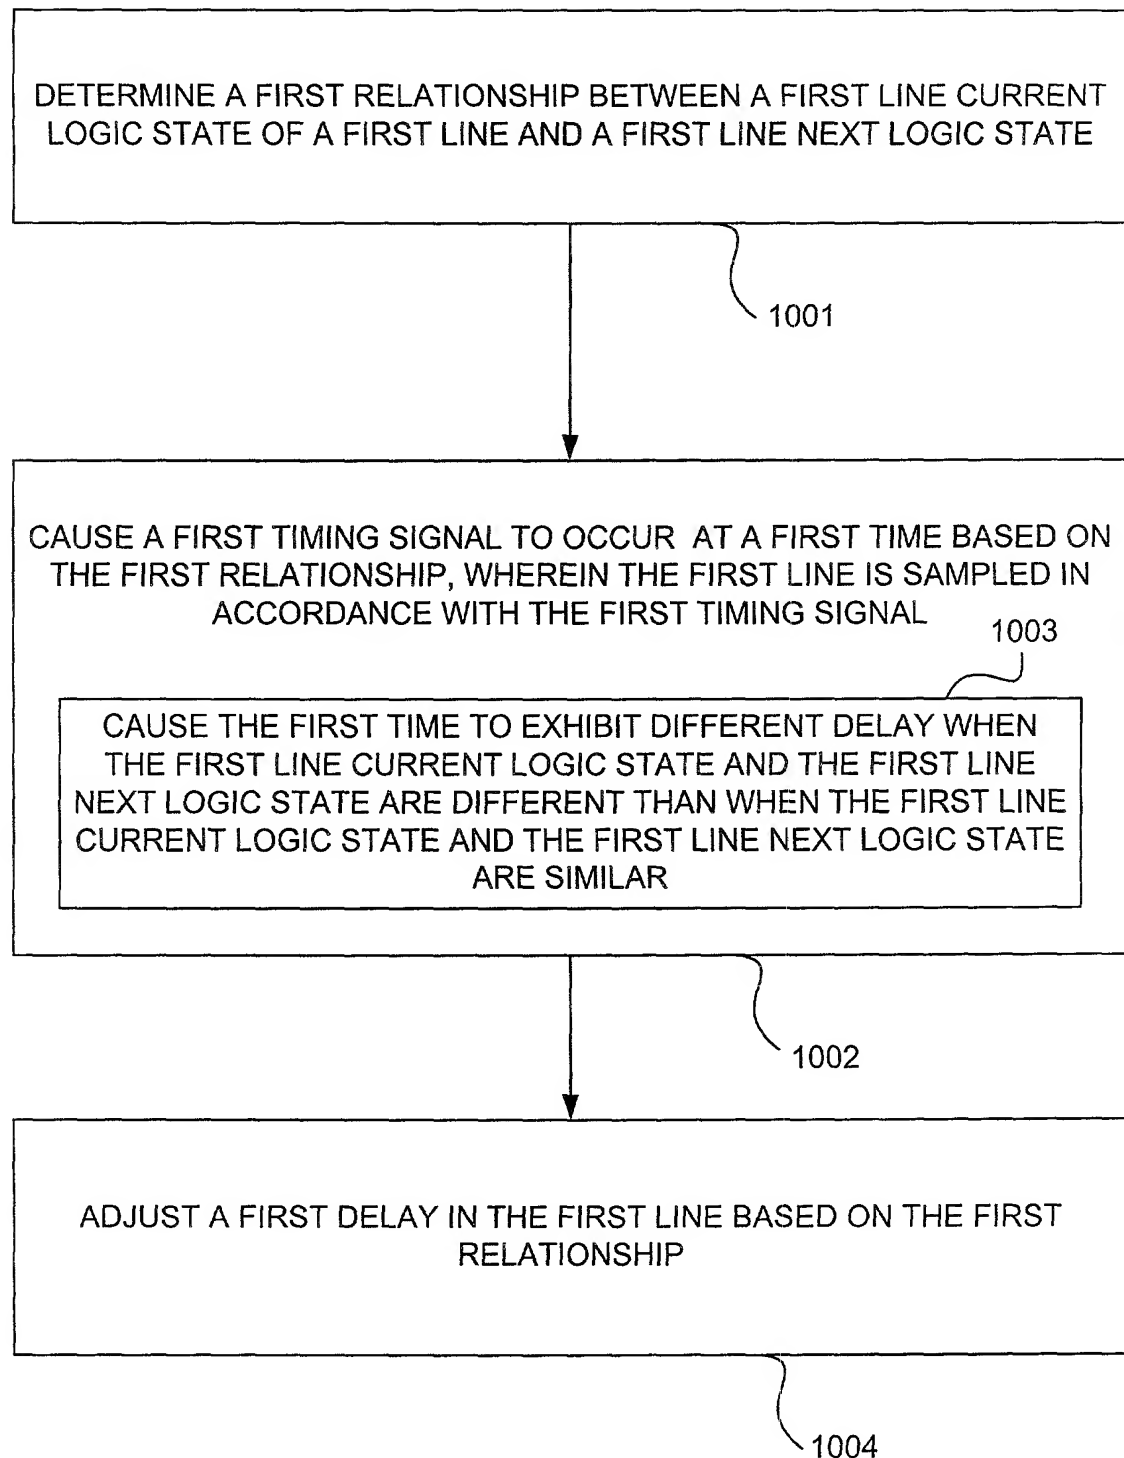 DETERMINE A FIRST RELATIONSHIP BETWEEN A FIRST LINE CURRENT
LOGIC STATE OF A FIRST LINE AND A FIRST LINE NEXT LOGIC STATE
1001
CAUSE A FIRST TIMING SIGNAL TO OCCUR AT A FIRST TIME BASED ON
THE FIRST RELATIONSHIP, WHEREIN THE FIRST LINE IS SAMPLED IN
ACCORDANCE WITH THE FIRST TIMING SIGNAL
1003
CAUSE THE FIRST TIME TO EXHIBIT DIFFERENT DELAY WHEN
THE FIRST LINE CURRENT LOGIC STATE AND THE FIRST LINE
NEXT LOGIC STATE ARE DIFFERENT THAN WHEN THE FIRST LINE
CURRENT LOGIC STATE AND THE FIRST LINE NEXT LOGIC STATE
ARE SIMILAR
1002
ADJUST A FIRST DELAY IN THE FIRST LINE BASED ON THE FIRST
RELATIONSHIP
1004